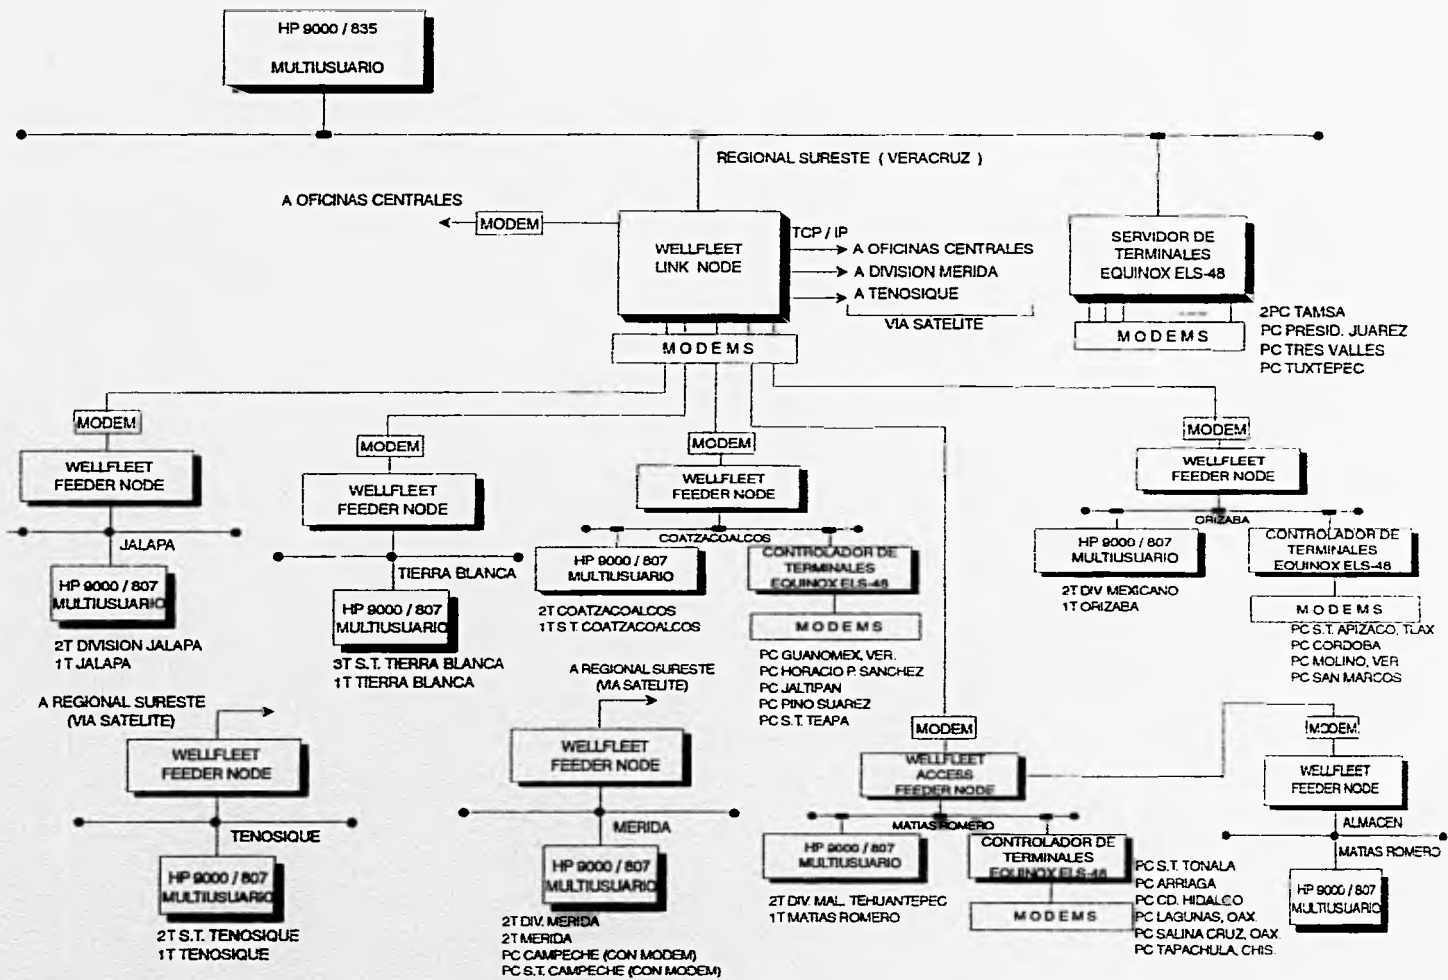 HP 9000 / 835
MULTIUSUARIO
REGIONAL SURESTE ( VERACRUZ )
A OFICINAS CENTRALES
MODEM
WELLFLEET
LINK NODE
TCP / IP
A OFICINAS CENTRALES
A DIVISION MERIDA
A TENOSIQUE
VIA SATELITE
SERVIDOR DE
TERMINALES
EQUINOX ELS-48
MODEMS
2PC TAMSA
PC PRESID. JUAREZ
PC TRES VALLES
PC TUXTEPEC
MODEMS
MODEM
WELLFLEET
FEEDER NODE
JALAPA
HP 9000 / 807
MULTIUSUARIO
2T DIVISION JALAPA
1T JALAPA
MODEM
WELLFLEET
FEEDER NODE
TIERRA BLANCA
HP 9000 / 807
MULTIUSUARIO
3T S.T. TIERRA BLANCA
1T TIERRA BLANCA
MODEM
WELLFLEET
FEEDER NODE
COATZACOALCOS
HP 9000 / 807
MULTIUSUARIO
2T COATZACOALCOS
1T S.T. COATZACOALCOS
CONTROLADOR DE
TERMINALES
EQUINOX ELS-48
MODEMS
PC GUANOMEX, VER.
PC HORACIO P. SANCHEZ
PC JALTIPAN
PC PINO SUAREZ
PC S.T. TEAPA
MODEM
WELLFLEET
FEEDER NODE
ORIZABA
HP 9000 / 807
MULTIUSUARIO
2T DIV MEXICANO
1T ORIZABA
CONTROLADOR DE
TERMINALES
EQUINOX ELS-48
MODEMS
PC S.T. APIZACO, TLAX
PC CORDOBA
PC MOLINO, VER
PC SAN MARCOS
A REGIONAL SURESTE
(VIA SATELITE)
WELLFLEET
FEEDER NODE
TENOSIQUE
HP 9000 / 807
MULTIUSUARIO
2T S.T. TENOSIQUE
1T TENOSIQUE
A REGIONAL SURESTE
(VIA SATELITE)
WELLFLEET
FEEDER NODE
MERIDA
HP 9000 / 807
MULTIUSUARIO
2T DIV. MERIDA
2T MERIDA
PC CAMPECHE (CON MODEM)
PC S.T. CAMPECHE (CON MODEM)
MODEM
WELLFLEET
ACCESS
FEEDER NODE
MATIAS ROMERO
HP 9000 / 807
MULTIUSUARIO
2T DIV. MAL. TEHUANTEPEC
1T MATIAS ROMERO
CONTROLADOR DE
TERMINALES
EQUINOX ELS-48
MODEMS
PC S.T. TONALA
PC ARRIAGA
PC CD. HIDALCO
PC LAGUNAS, OAX.
PC SALINA CRUZ, OAX.
PC TAPACHULA, CHIS.
MODEM
WELLFLEET
FEEDER NODE
ALMACEN
MATIAS ROMERO
HP 9000 / 807
MULTIUSUARIO